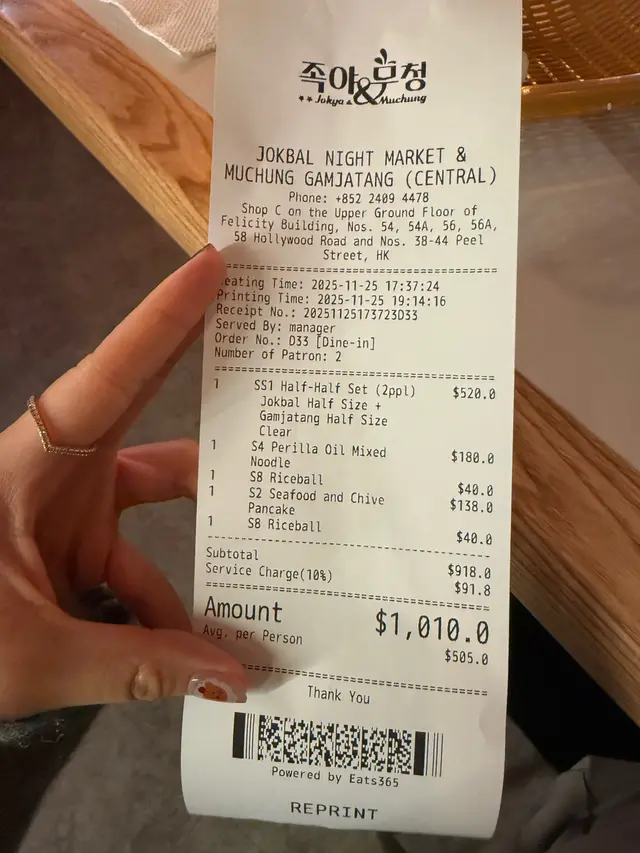 족야&무청
Jokya & Muchung
JOKBAL NIGHT MARKET &
MUCHUNG GAMJATANG (CENTRAL)
Phone: +852 2409 4478
Shop C on the Upper Ground Floor of
Felicity Building, Nos. 54, 54A, 56, 56A,
58 Hollywood Road and Nos. 38-44 Peel
Street, HK
eating Time: 2025-11-25 17:37:24
Printing Time: 2025-11-25 19:14:16
Receipt No.: 20251125173723D33
Served By: manager
Order No.: D33 [Dine-in]
Number of Patron: 2
1 SS1 Half-Half Set (2ppl) $520.0
Jokbal Half Size +
Gamjatang Half Size
Clear
1 S4 Perilla Oil Mixed $180.0
Noodle
1 S8 Riceball $40.0
1 S2 Seafood and Chive $138.0
Pancake
1 S8 Riceball $40.0
Subtotal $918.0
Service Charge(10%) $91.8
Amount $1,010.0
Avg. per Person $505.0
Thank You
Powered by Eats365
REPRINT